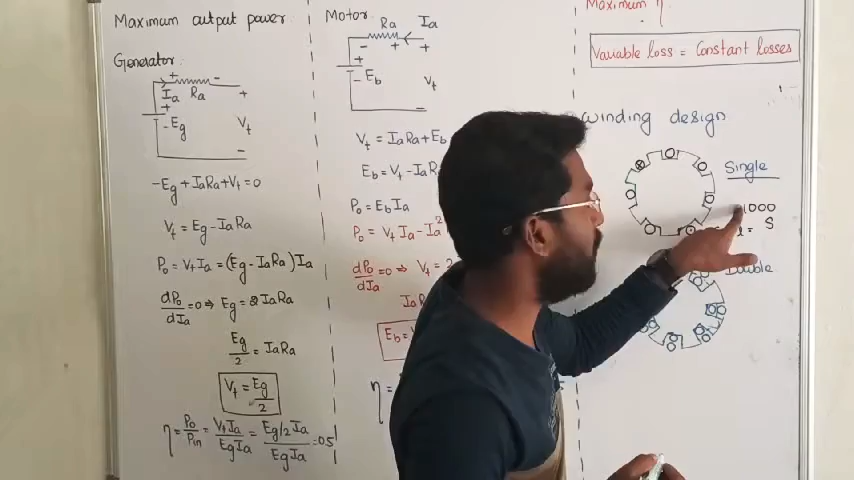 Maximum output power
Generator
+ -
Ia Ra +
+
- Eg Vt
-
-Eg + IaRa + Vt = 0
Vt = Eg - IaRa
Po = Vt Ia = (Eg - IaRa) Ia
dPo/dIa = 0 ⇒ Eg = 2 IaRa
Eg/2 = IaRa
Vt = Eg/2
η = Po/Pin = Vt Ia/Eg Ia = Eg/2 Ia/Eg Ia = 0.5
Motor
Ra Ia
- + +
+
- Eb Vt
-
Vt = IaRa + Eb
Eb = Vt - IaR
Po = Eb Ia
Po = Vt Ia - Ia²
dPo/dIa = 0 ⇒ Vt = 2
Eb =
η =
Maximum η
Variable loss = Constant losses
winding design
Single
1000
= S
Double